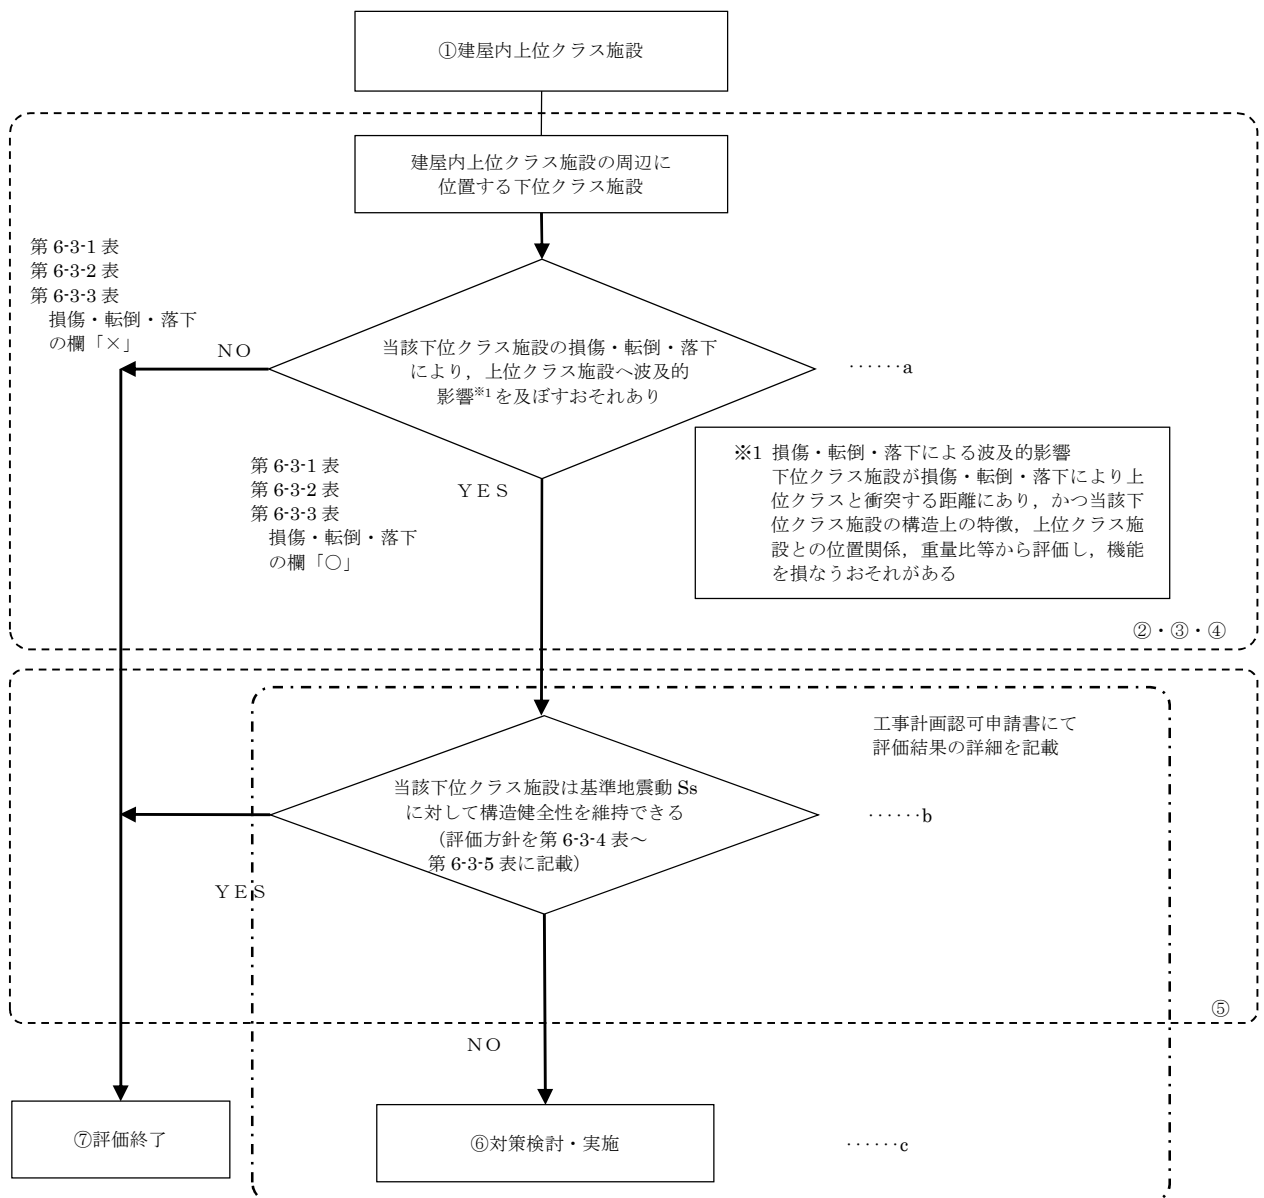 ①建屋内上位クラス施設
建屋内上位クラス施設の周辺に
位置する下位クラス施設
第 6-3-1 表
第 6-3-2 表
第 6-3-3 表
損傷・転倒・落下
の欄「×」
NO
当該下位クラス施設の損傷・転倒・落下
により，上位クラス施設へ波及的
影響※1 を及ぼすおそれあり
……a
第 6-3-1 表
第 6-3-2 表
第 6-3-3 表
損傷・転倒・落下
の欄「○」
YES
※1 損傷・転倒・落下による波及的影響
下位クラス施設が損傷・転倒・落下により上
位クラスと衝突する距離にあり，かつ当該下
位クラス施設の構造上の特徴，上位クラス施
設との位置関係，重量比等から評価し，機能
を損なうおそれがある
②・③・④
工事計画認可申請書にて
評価結果の詳細を記載
当該下位クラス施設は基準地震動 Ss
に対して構造健全性を維持できる
（評価方針を第 6-3-4 表～
第 6-3-5 表に記載）
……b
YES
⑤
NO
⑦評価終了
⑥対策検討・実施
……c